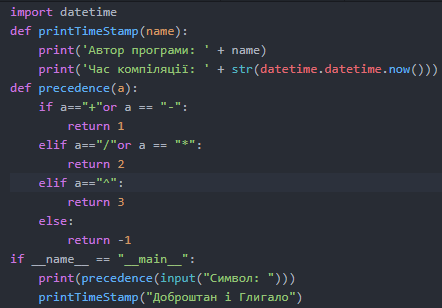 import datetime
def printTimeStamp(name):
    print('Автор програми: ' + name)
    print('Час компіляції: ' + str(datetime.datetime.now()))
def precedence(a):
    if a=="+"or a == "-":
        return 1
    elif a=="/"or a == "*":
        return 2
    elif a=="^":
        return 3
    else:
        return -1
if __name__ == "__main__":
    print(precedence(input("Символ: ")))
    printTimeStamp("Доброштан і Глигало")